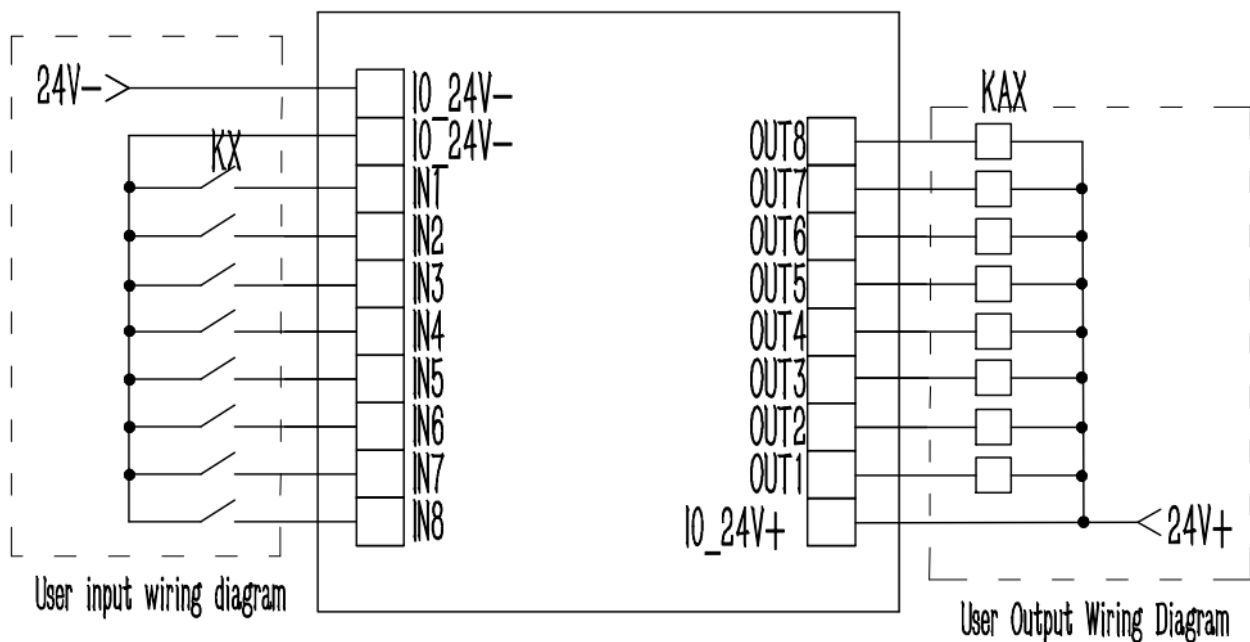 24V-
KX
IO_24V-
IO_24V-
IN1
IN2
IN3
IN4
IN5
IN6
IN7
IN8
User input wiring diagram
KAX
OUT8
OUT7
OUT6
OUT5
OUT4
OUT3
OUT2
OUT1
IO_24V+
24V+
User Output Wiring Diagram